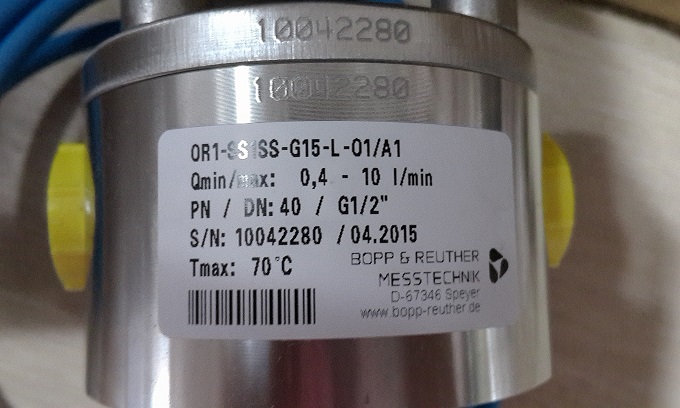 10042280
10042280
OR1-SS1SS-G15-L-O1/A1
Qmin/max: 0,4 - 10 l/min
PN / DN: 40 / G1/2"
S/N: 10042280 / 04.2015
Tmax: 70°C
BOPP & REUTHER
MESSTECHNIK
D-67346 Speyer
www.bopp-reuther.de